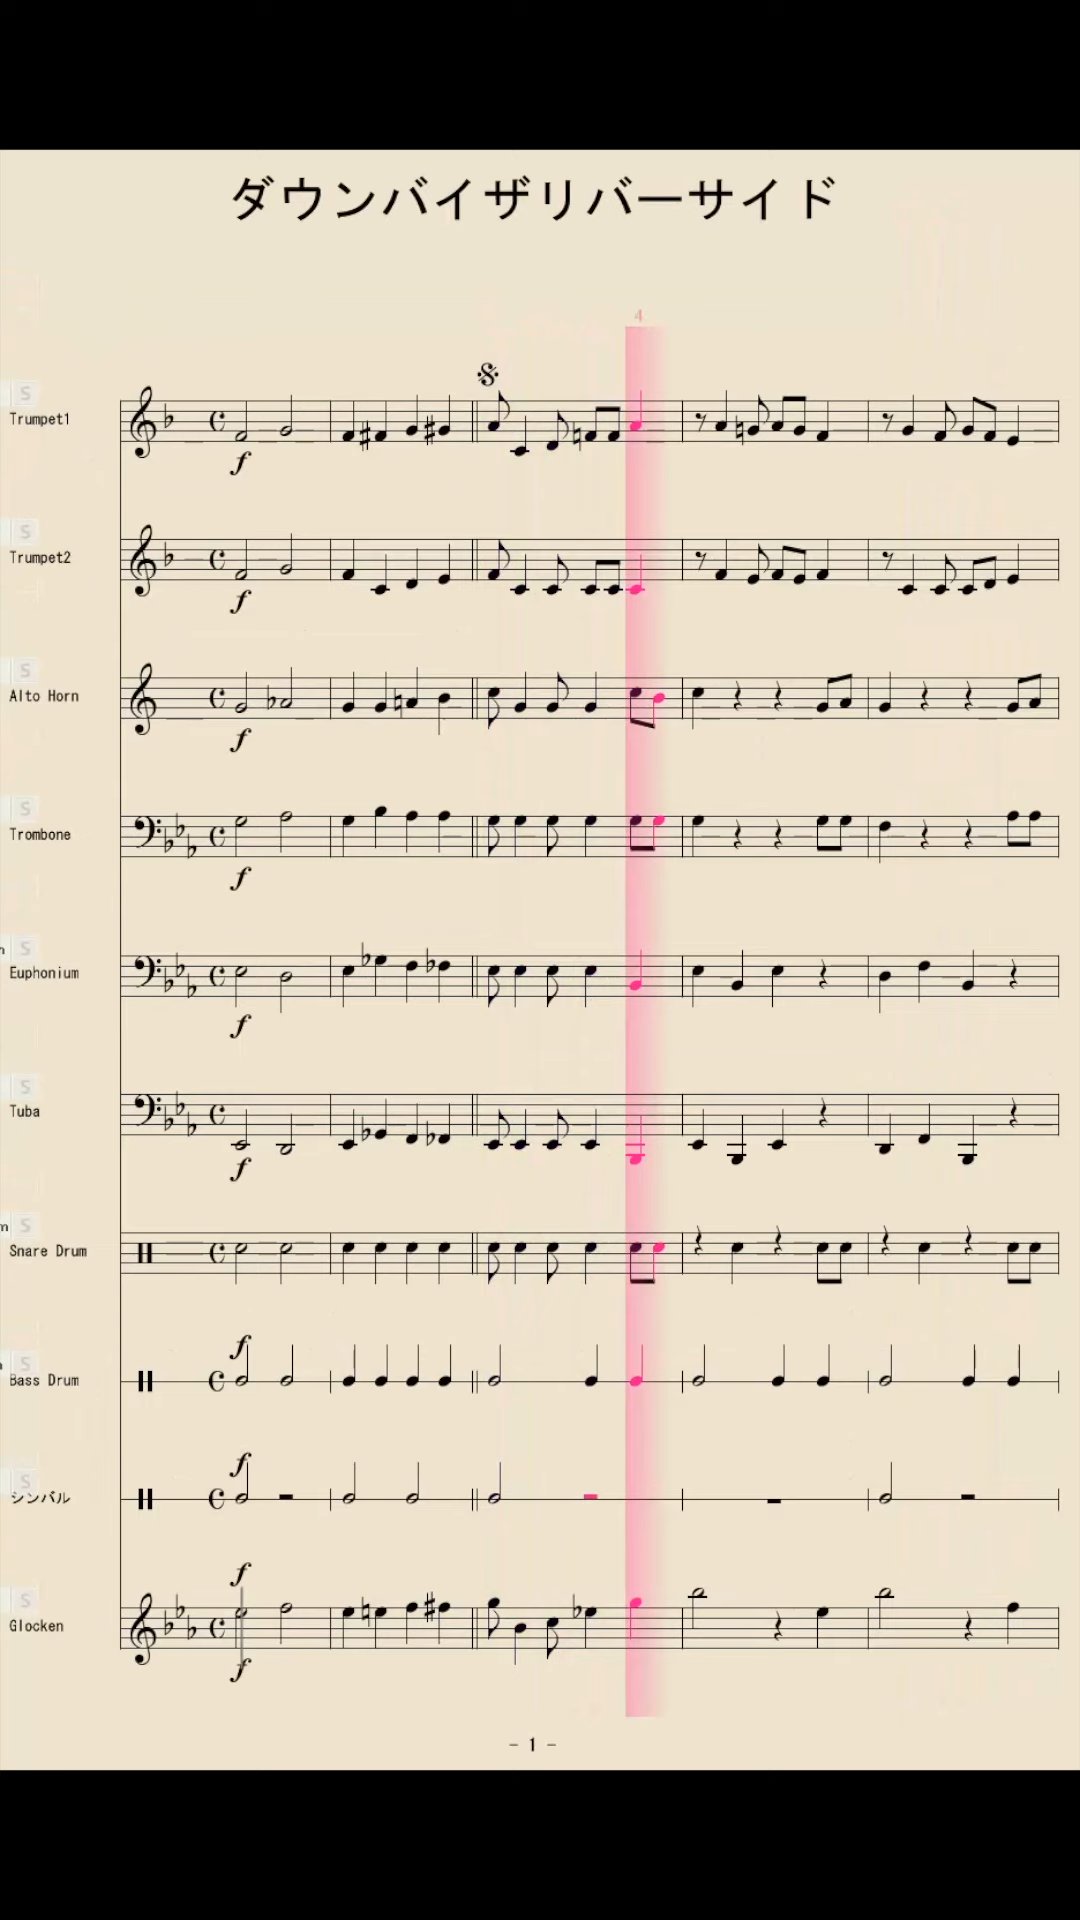 ダウンバイザリバーサイド
4
S
Trumpet1
f
S
Trumpet2
f
S
Alto Horn
f
S
Trombone
f
S
Euphonium
f
S
Tuba
f
S
Snare Drum
f
S
Bass Drum
f
S
シンバル
f
S
Glocken
f
- 1 -